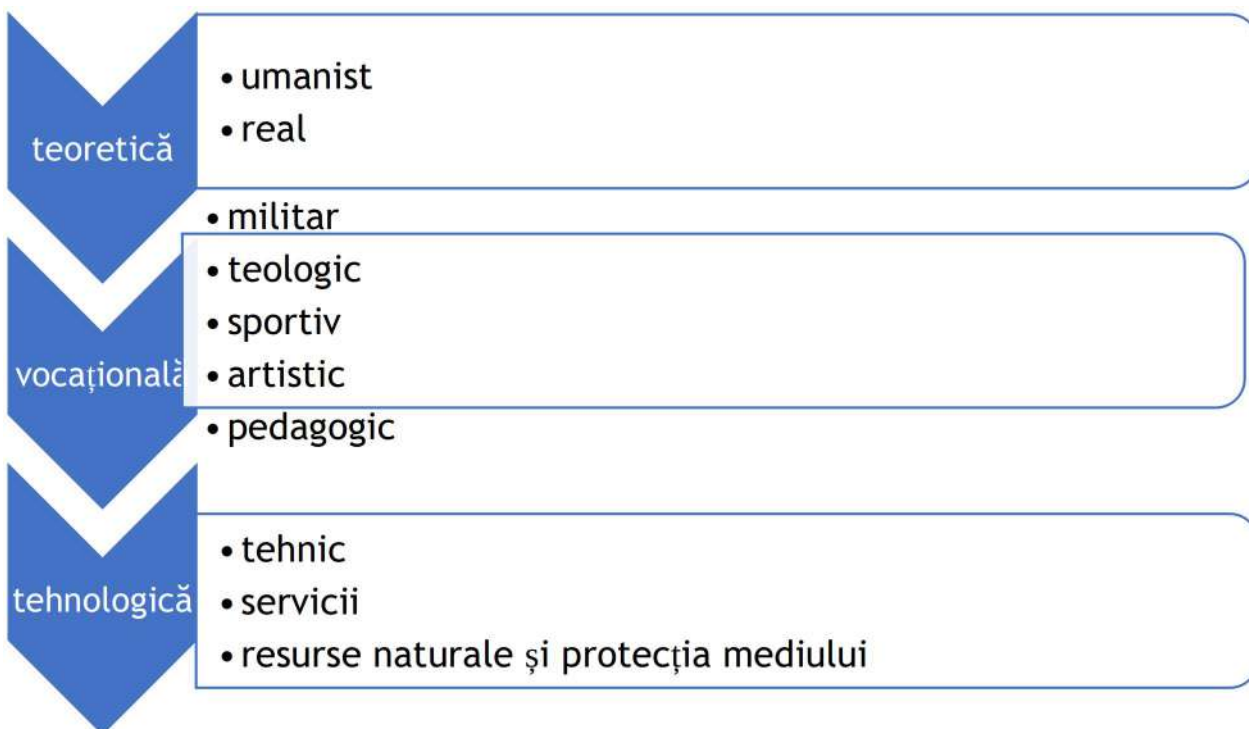 teoretică
• umanist
• real
vocațională
• militar
• teologic
• sportiv
• artistic
• pedagogic
tehnologică
• tehnic
• servicii
• resurse naturale și protecția mediului